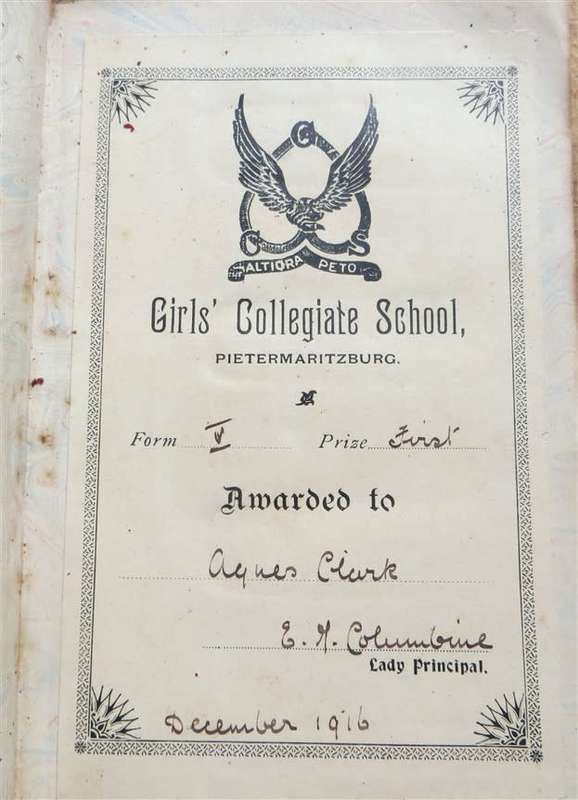 G
C S
ALTIORA PETO
Girls' Collegiate School,
PIETERMARITZBURG.
Form V Prize First
Awarded to
Agnes Clark
E. A. Columbine
Lady Principal.
December 1916